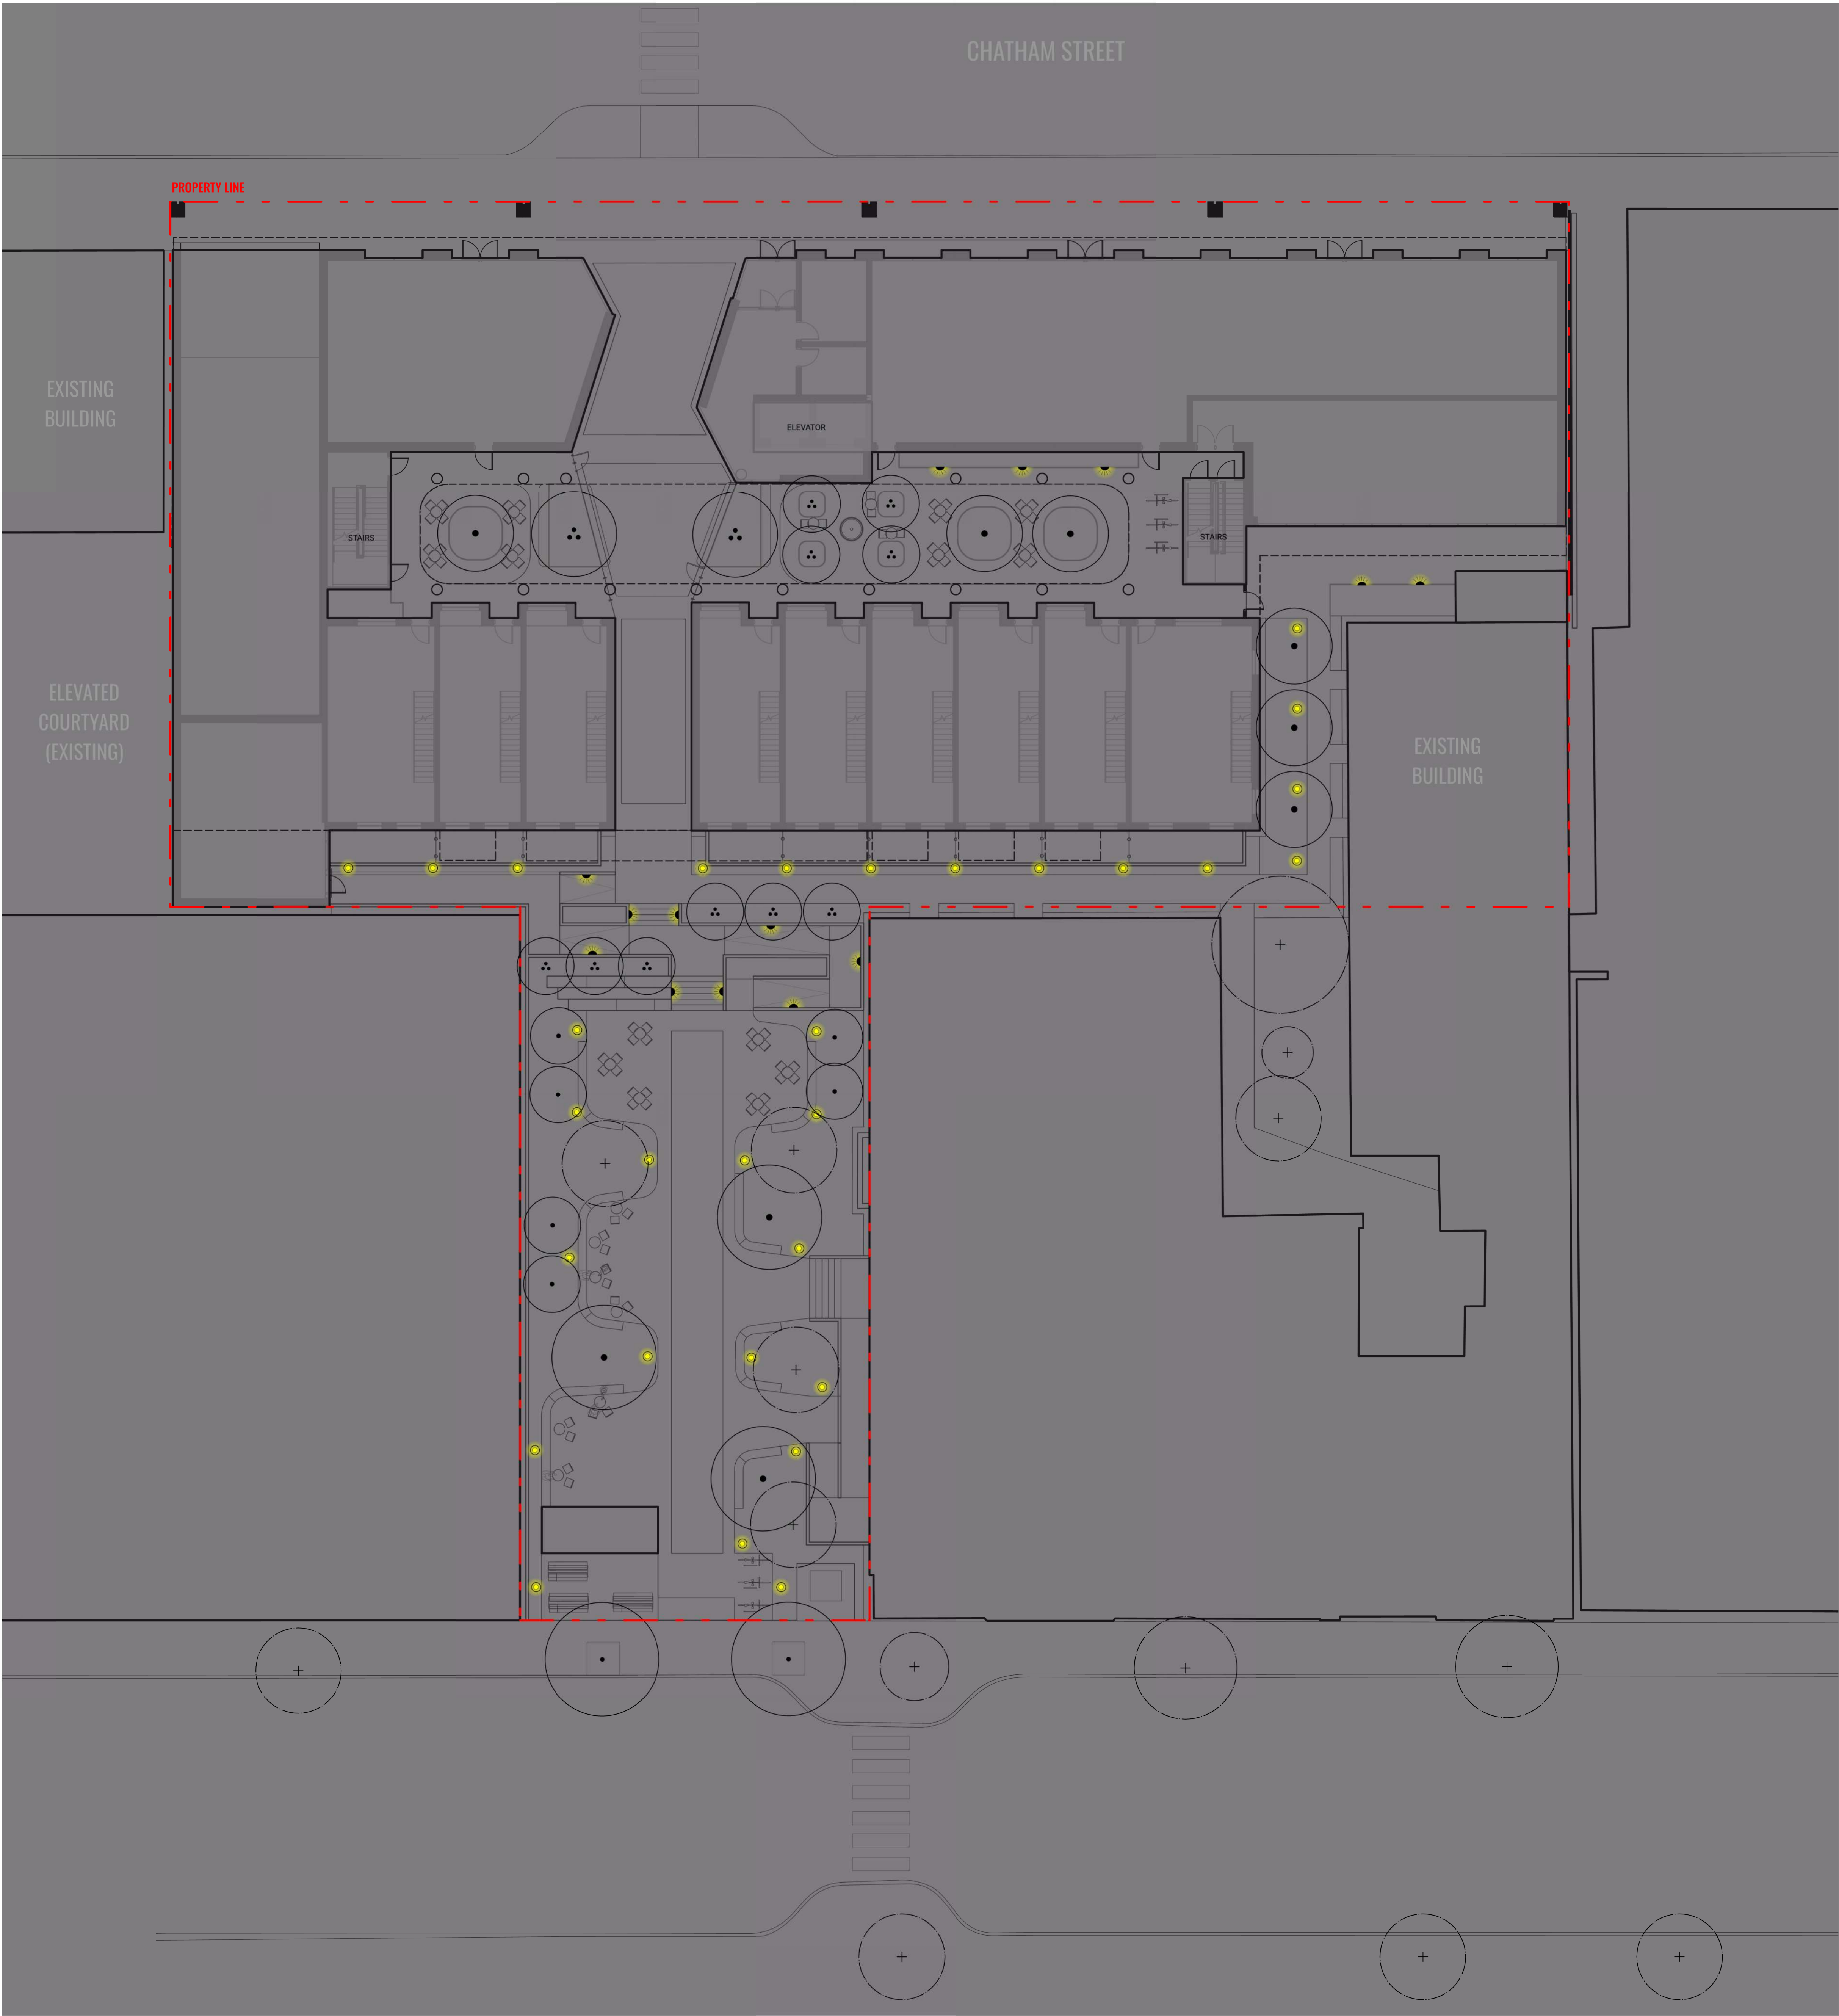 CHATHAM STREET
PROPERTY LINE
EXISTING
BUILDING
ELEVATOR
STAIRS
STAIRS
ELEVATED
COURTYARD
(EXISTING)
EXISTING
BUILDING